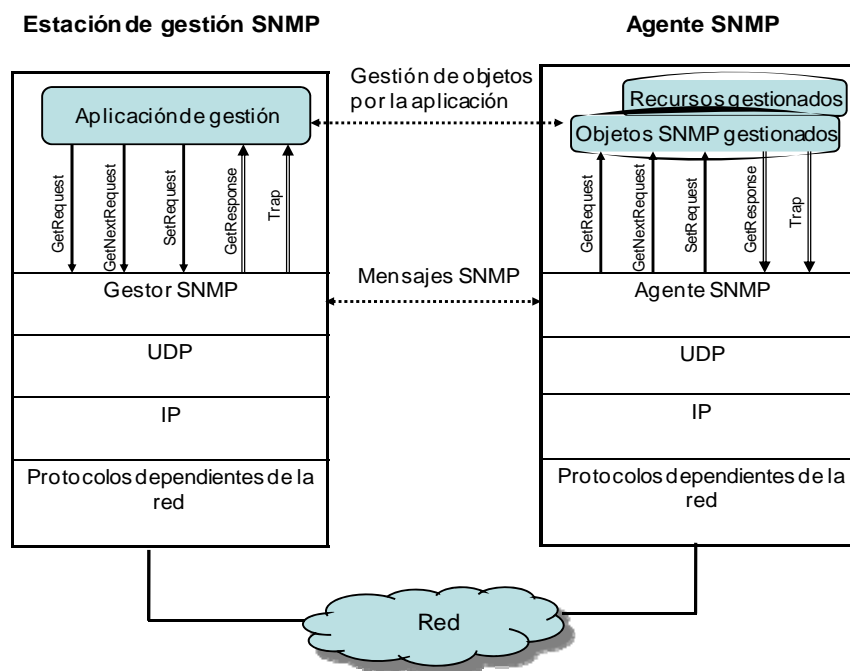 Estación de gestión SNMP
Agente SNMP
Gestión de objetos
por la aplicación
Aplicación de gestión
Recursos gestionados
Objetos SNMP gestionados
GetRequest
GetNextRequest
SetRequest
GetResponse
Trap
GetRequest
GetNextRequest
SetRequest
GetResponse
Trap
Gestor SNMP
Mensajes SNMP
Agente SNMP
UDP
UDP
IP
IP
Protocolos dependientes de la
red
Protocolos dependientes de la
red
Red